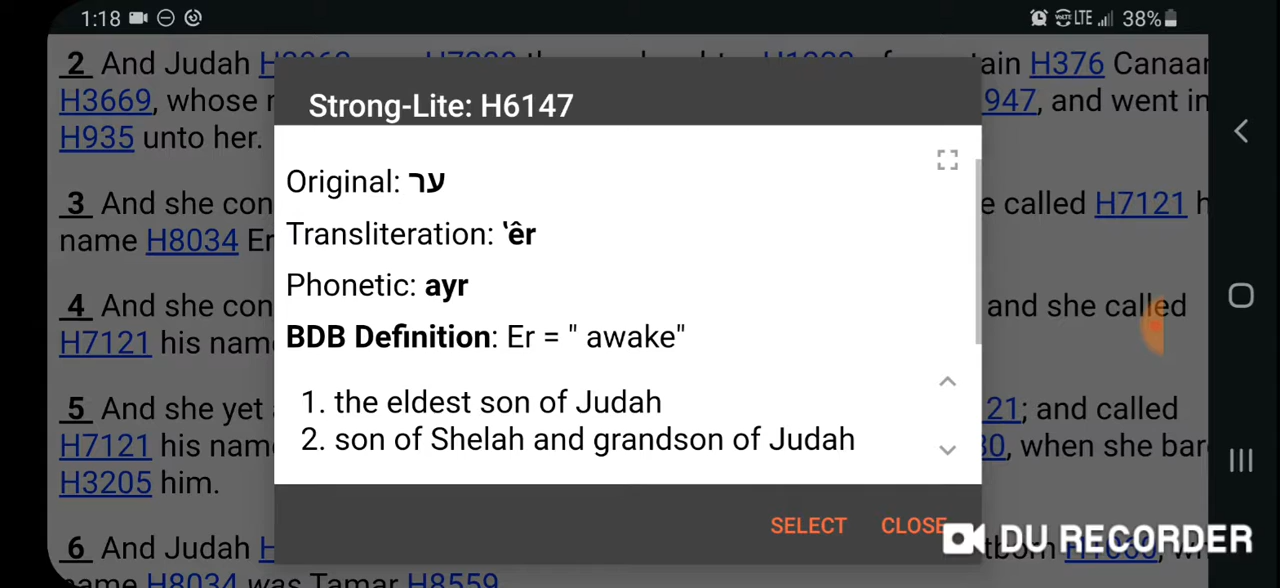 1:18 LTE 38%
2 And Judah
ain H376 Canaan
H3669, whose
947, and went in
H935 unto her.
Strong-Lite: H6147
Original: ער
Transliteration: ‛êr
Phonetic: ayr
BDB Definition: Er = " awake"
1. the eldest son of Judah
2. son of Shelah and grandson of Judah
SELECT CLOSE
3 And she con
e called H7121 h
name H8034 Er
4 And she con
and she called
H7121 his name
5 And she yet
21; and called
H7121 his name
30, when she bar
H3205 him.
6 And Judah
name H8034 was Tamar H8559
DU RECORDER